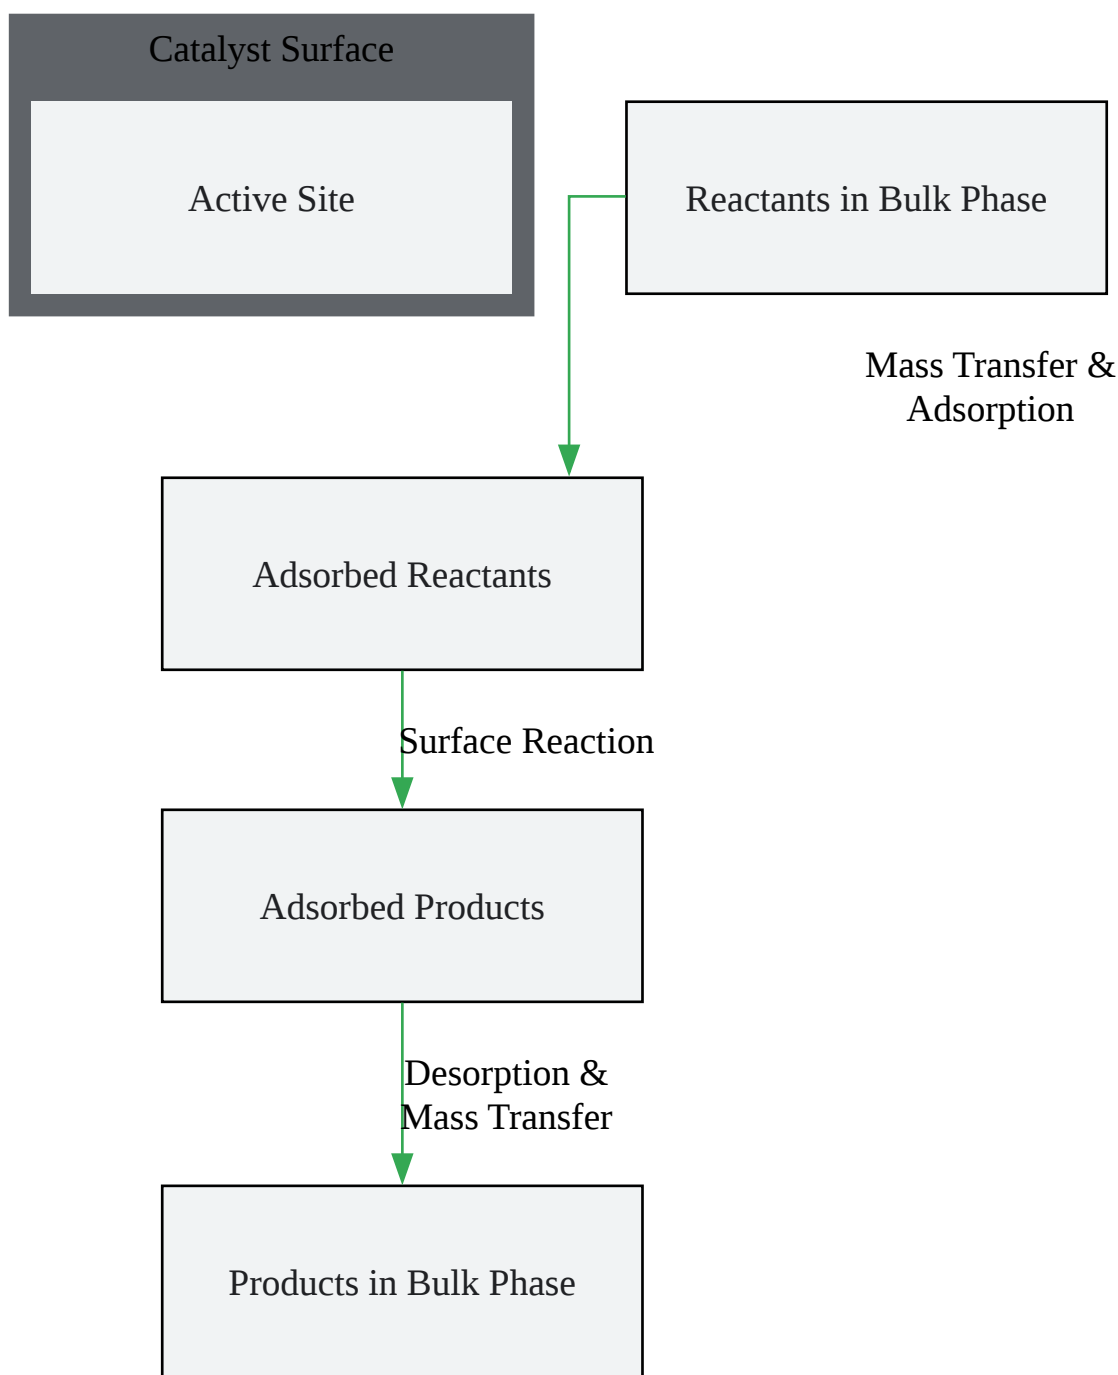 Catalyst Surface
Active Site
Reactants in Bulk Phase
Mass Transfer &
Adsorption
Adsorbed Reactants
Surface Reaction
Adsorbed Products
Desorption &
Mass Transfer
Products in Bulk Phase